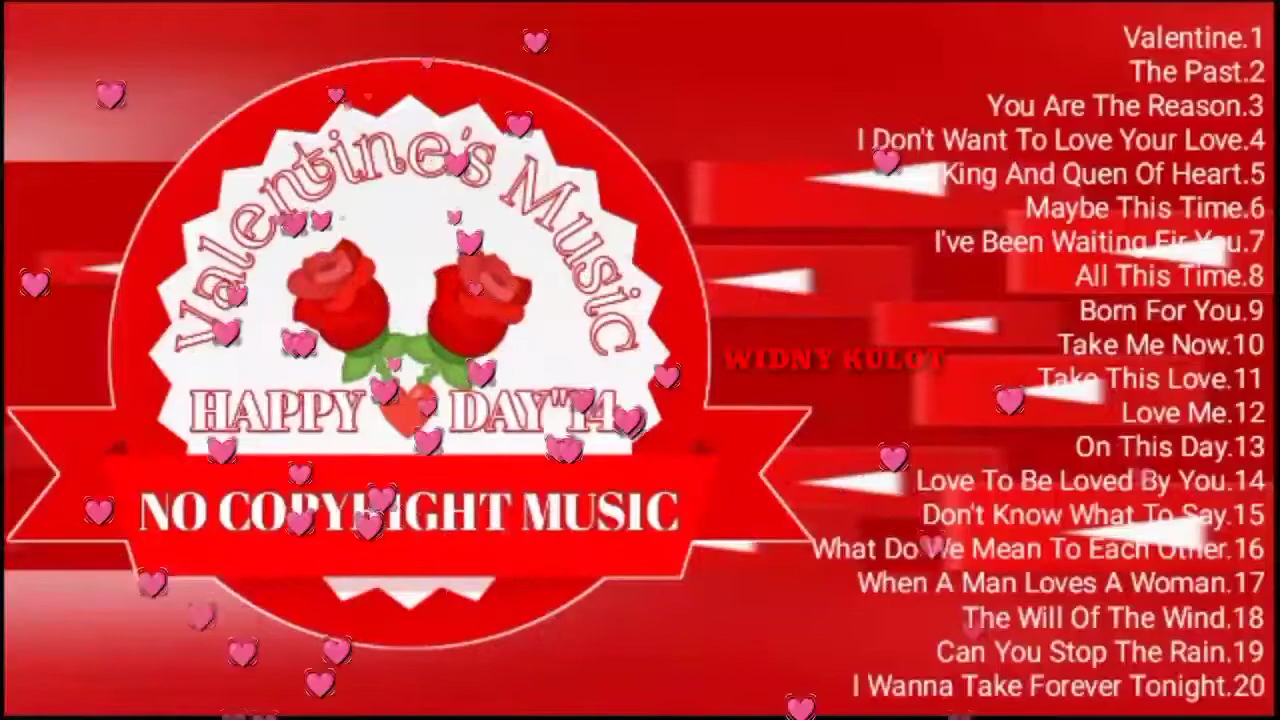 Valentine's Music
HAPPY DAY"14
NO COPYRIGHT MUSIC
WIDNY KULOT
Valentine.1
The Past.2
You Are The Reason.3
I Don't Want To Love Your Love.4
King And Quen Of Heart.5
Maybe This Time.6
I've Been Waiting Fir You.7
All This Time.8
Born For You.9
Take Me Now.10
Take This Love.11
Love Me.12
On This Day.13
Love To Be Loved By You.14
Don't Know What To Say.15
What Do We Mean To Each Other.16
When A Man Loves A Woman.17
The Will Of The Wind.18
Can You Stop The Rain.19
I Wanna Take Forever Tonight.20